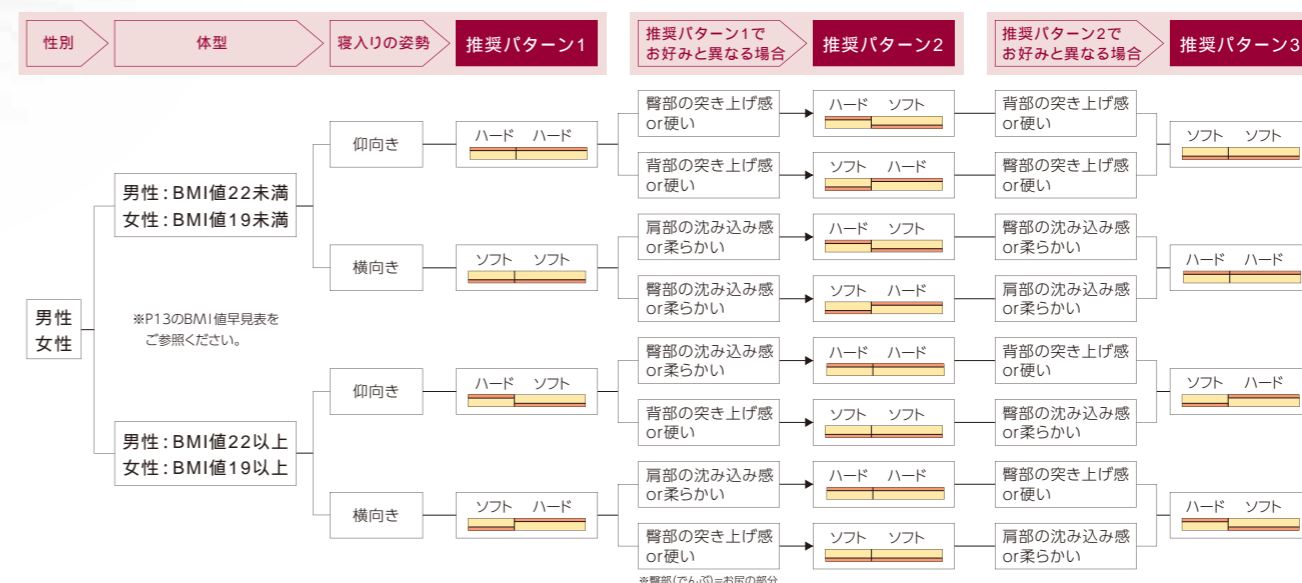 性別
体型
寝入りの姿勢
推奨パターン1
推奨パターン1で
お好みと異なる場合
推奨パターン2
推奨パターン2で
お好みと異なる場合
推奨パターン3
男性
女性
男性：BMI値22未満
女性：BMI値19未満
※P13のBMI値早見表を
ご参照ください。
男性：BMI値22以上
女性：BMI値19以上
仰向き
ハード ハード
臀部の突き上げ感
or硬い
ハード ソフト
背部の突き上げ感
or硬い
背部の突き上げ感
or硬い
ソフト ハード
臀部の突き上げ感
or硬い
ソフト ソフト
横向き
ソフト ソフト
肩部の沈み込み感
or柔らかい
ハード ソフト
臀部の沈み込み感
or柔らかい
臀部の沈み込み感
or柔らかい
ソフト ハード
肩部の沈み込み感
or柔らかい
ハード ハード
仰向き
ハード ソフト
臀部の沈み込み感
or柔らかい
ハード ハード
背部の突き上げ感
or硬い
背部の突き上げ感
or硬い
ソフト ソフト
臀部の沈み込み感
or柔らかい
ソフト ハード
横向き
ソフト ハード
肩部の沈み込み感
or柔らかい
ハード ハード
臀部の突き上げ感
or硬い
臀部の突き上げ感
or硬い
ソフト ソフト
肩部の沈み込み感
or柔らかい
ハード ソフト
※臀部(でんぶ)=お尻の部分